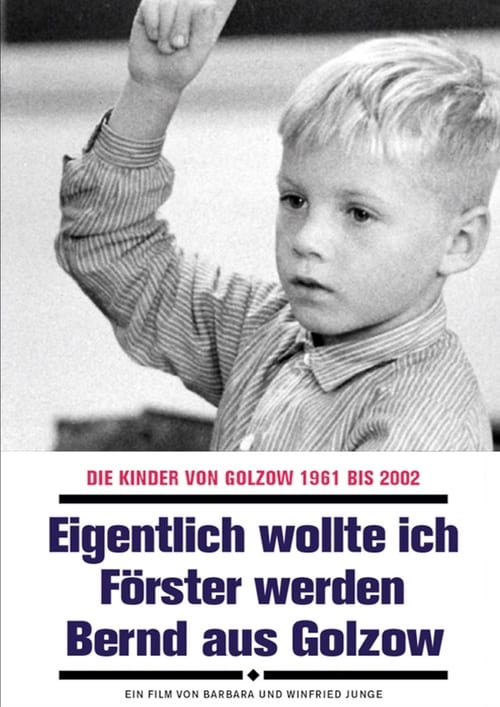 DIE KINDER VON GOLZOW 1961 BIS 2002
Eigentlich wollte ich
Förster werden
Bernd aus Golzow
EIN FILM VON BARBARA UND WINFRIED JUNGE